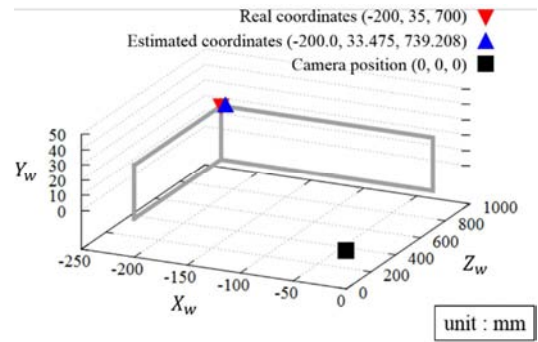 Real coordinates (-200, 35, 700)
Estimated coordinates (-200.0, 33.475, 739.208)
Camera position (0, 0, 0)
50
40
30
20
10
0
Y_w
-250
-200
-150
-100
-50
0
X_w
0
200
400
600
800
1000
Z_w
unit : mm